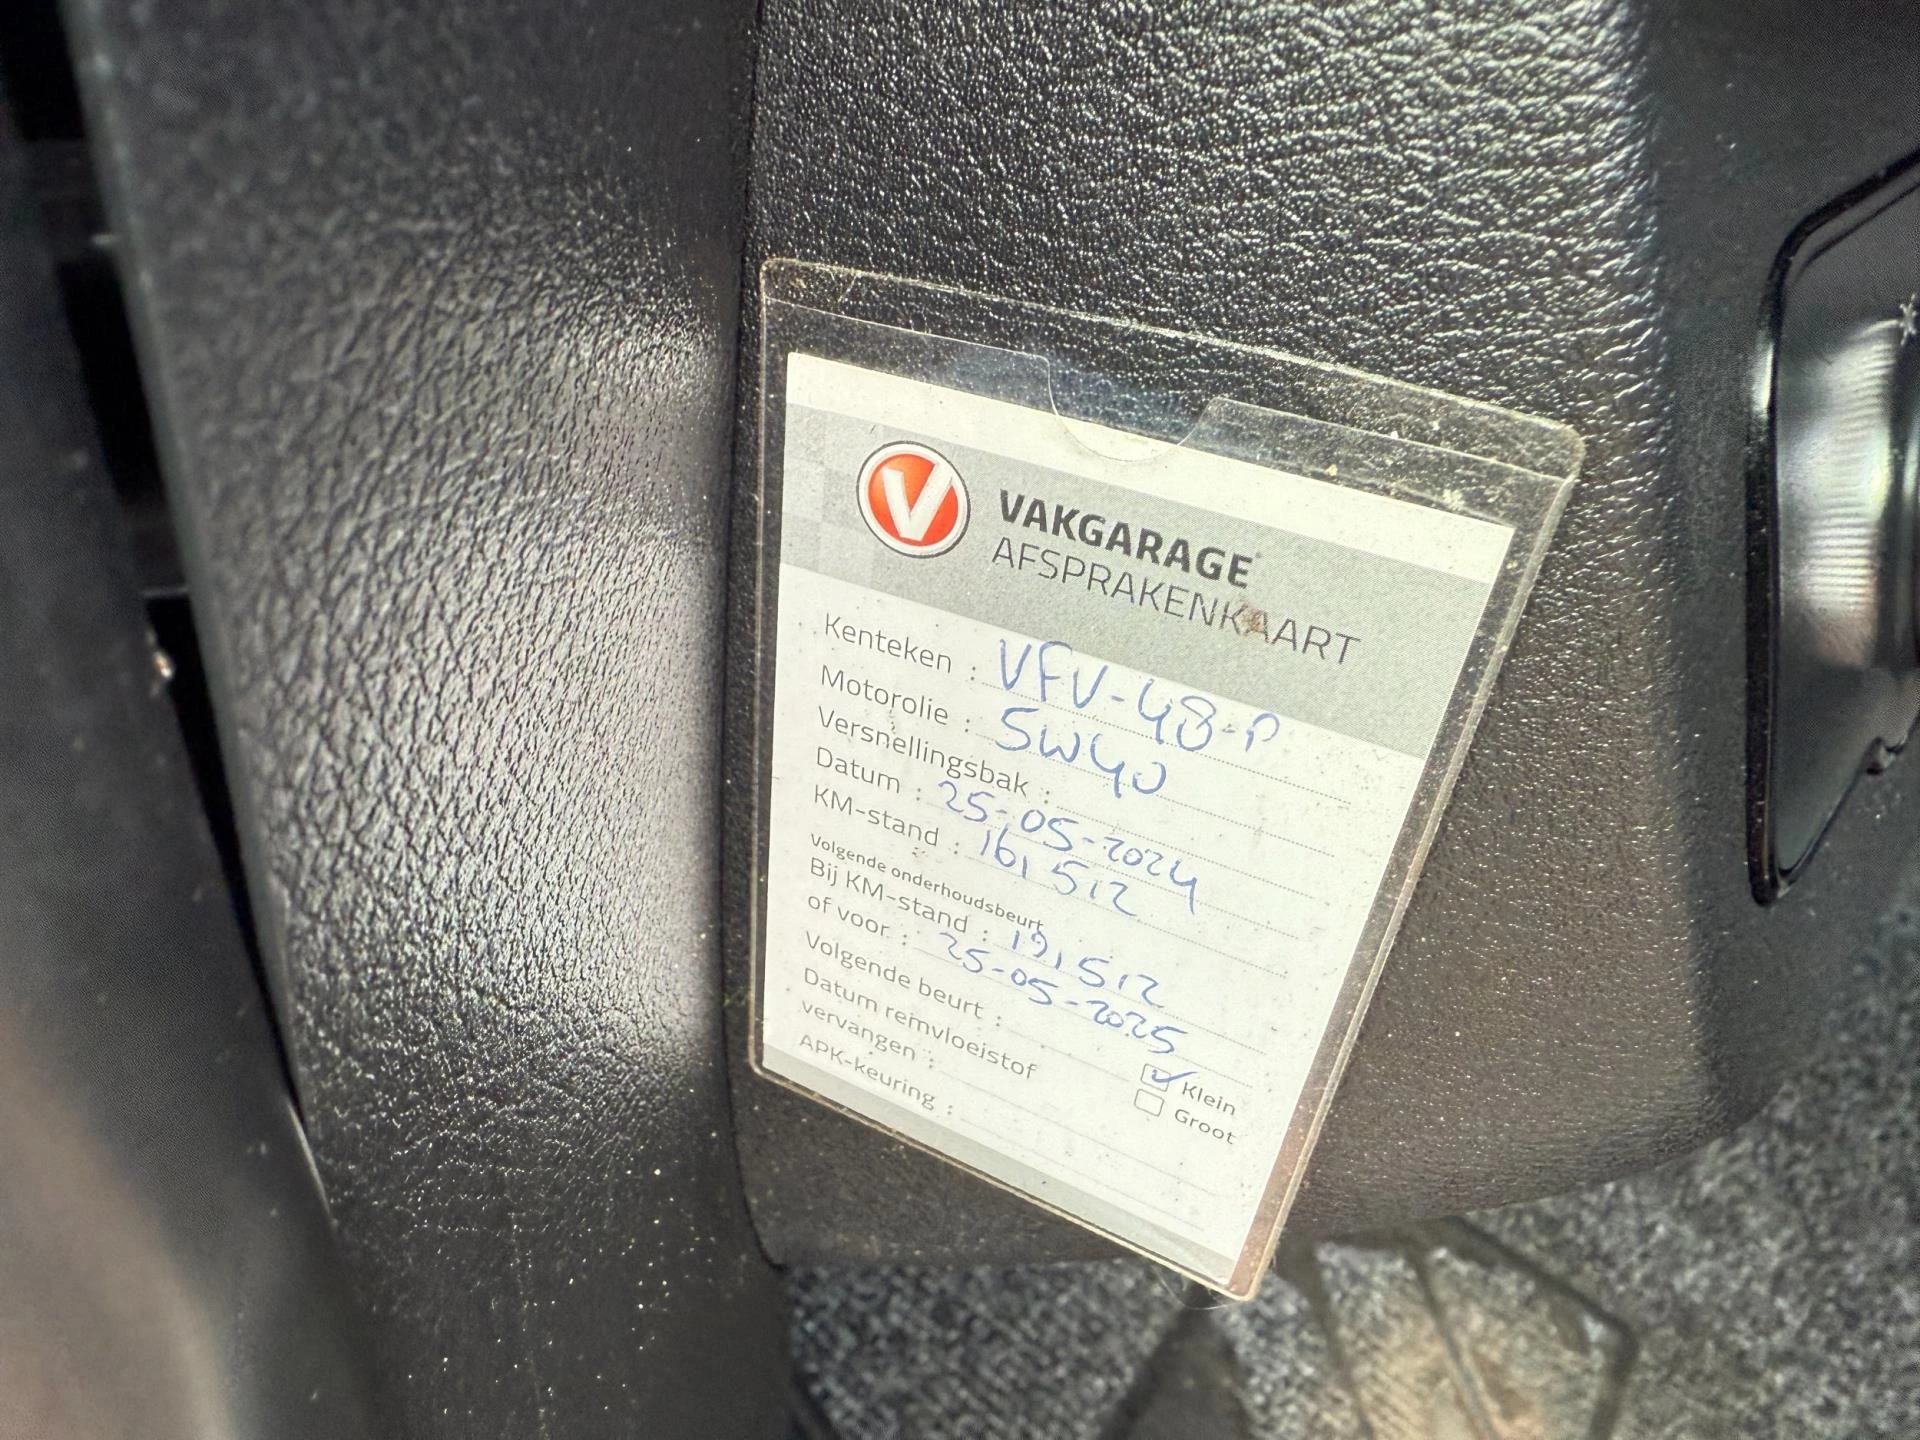 V
VAKGARAGE
AFSPRAKENKAART
Kenteken : VFV-48-P
Motorolie : 5W40
Versnellingsbak :
Datum : 25-05-2024
KM-stand : 161512
Volgende onderhoudsbeurt
Bij KM-stand : 191512
of voor : 25-05-2025
Volgende beurt : Klein
Groot
Datum remvloeistof
vervangen :
APK-keuring :